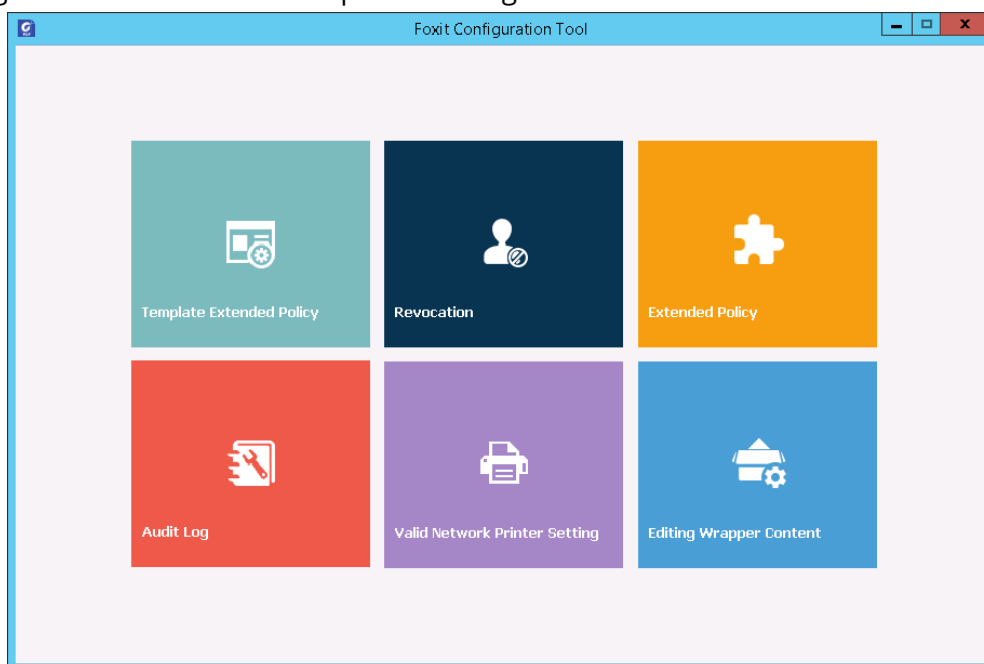 Foxit Configuration Tool
Template Extended Policy
Revocation
Extended Policy
Audit Log
Valid Network Printer Setting
Editing Wrapper Content